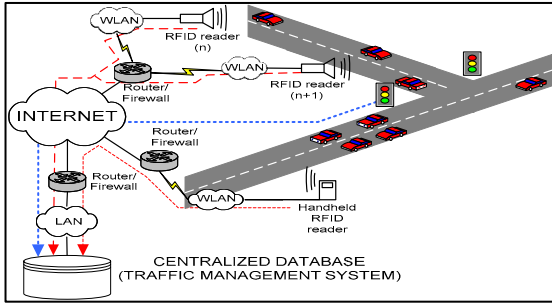 WLAN
RFID reader
(n)
WLAN
RFID reader
(n+1)
Router/
Firewall
INTERNET
Router/
Firewall
Router/
Firewall
WLAN
Handheld
RFID
reader
LAN
CENTRALIZED DATABASE
(TRAFFIC MANAGEMENT SYSTEM)